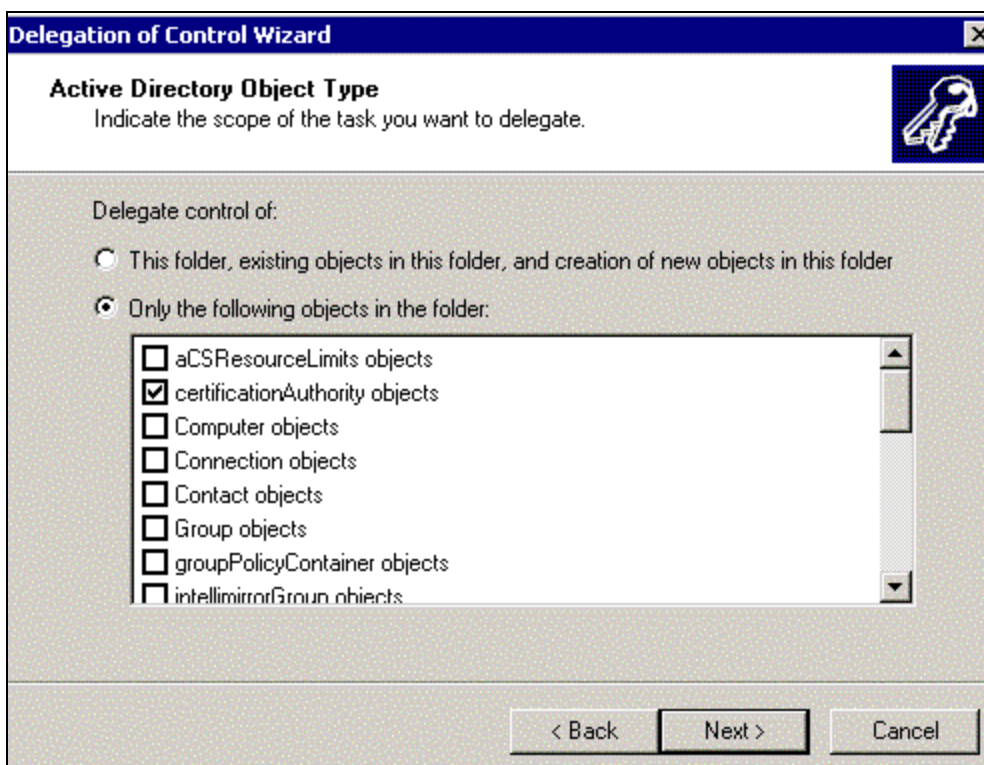 Delegation of Control Wizard
Active Directory Object Type
Indicate the scope of the task you want to delegate.
Delegate control of:
This folder, existing objects in this folder, and creation of new objects in this folder
Only the following objects in the folder:
aCSResourceLimits objects
certificationAuthority objects
Computer objects
Connection objects
Contact objects
Group objects
groupPolicyContainer objects
intellimirrorGroup objects
< Back Next > Cancel